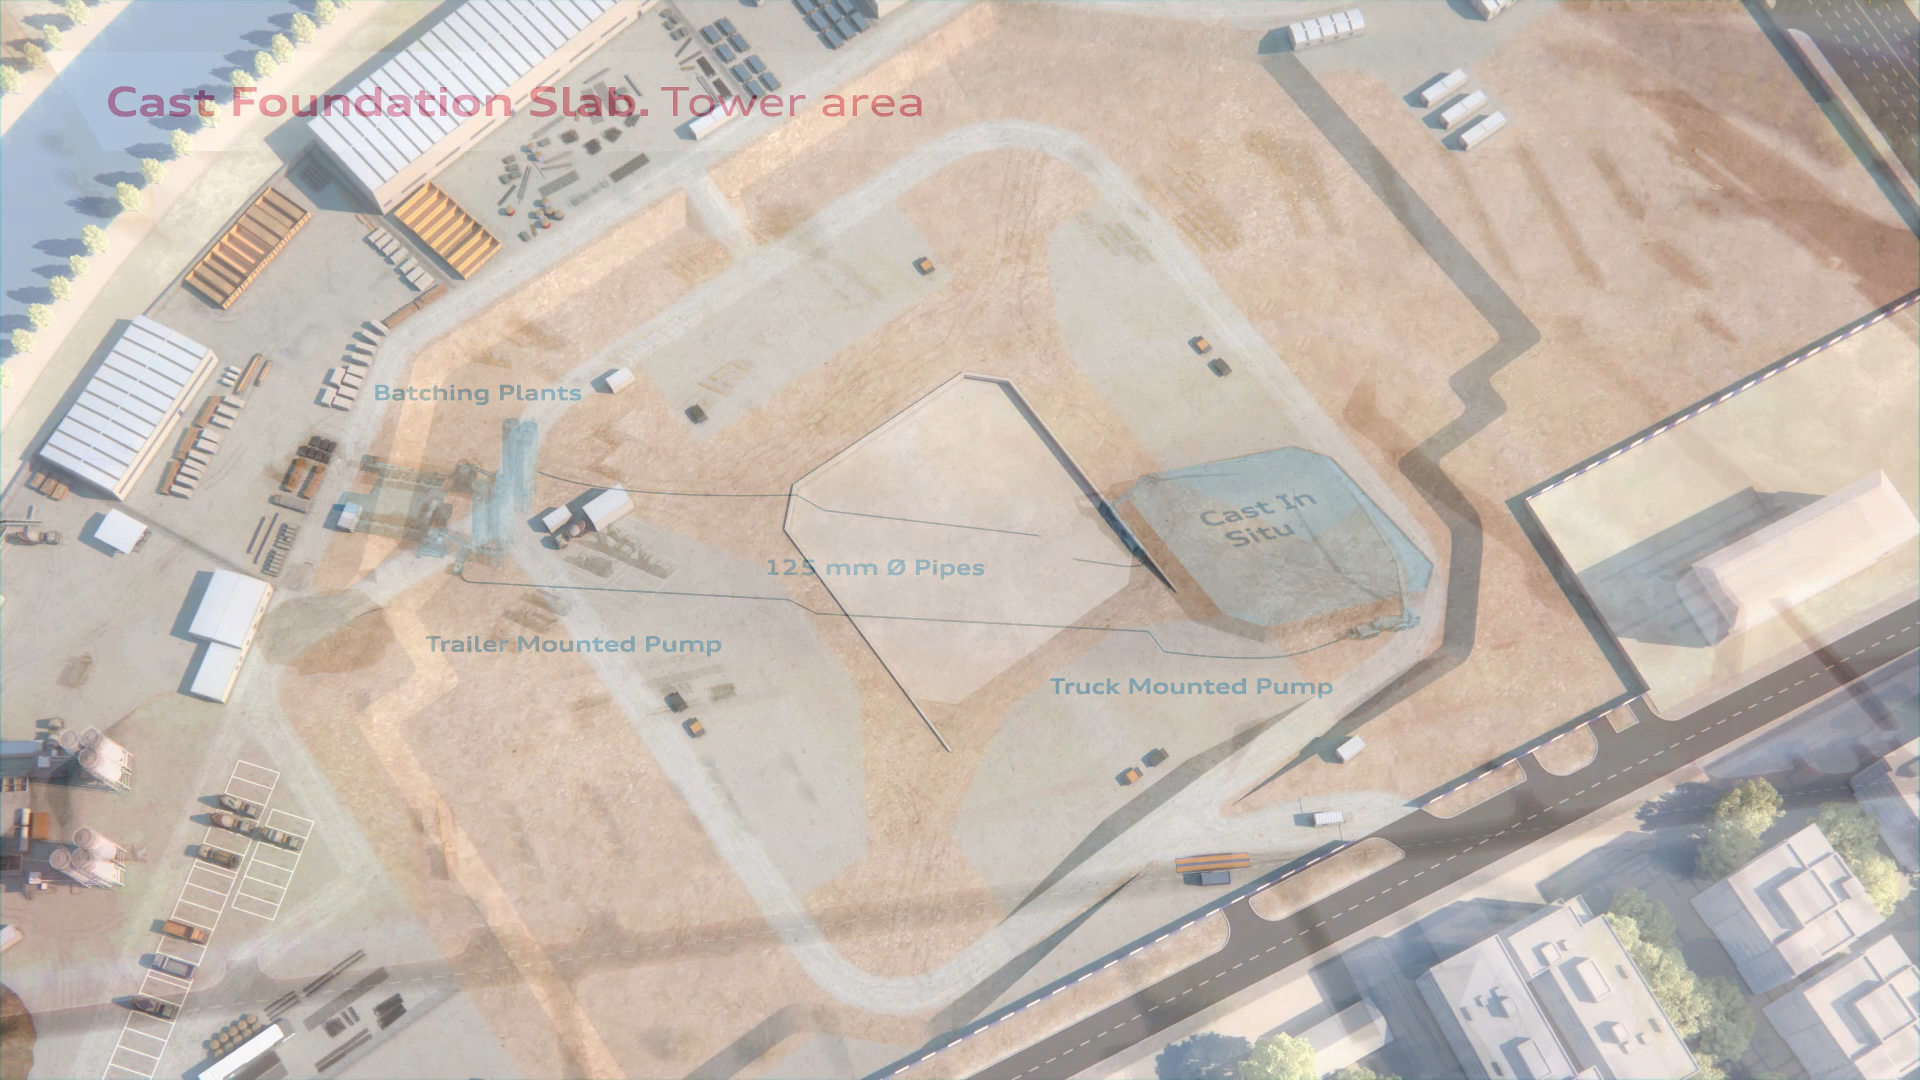 Cast Foundation Slab. Tower area
Batching Plants
Cast In
Situ
125 mm Ø Pipes
Trailer Mounted Pump
Truck Mounted Pump